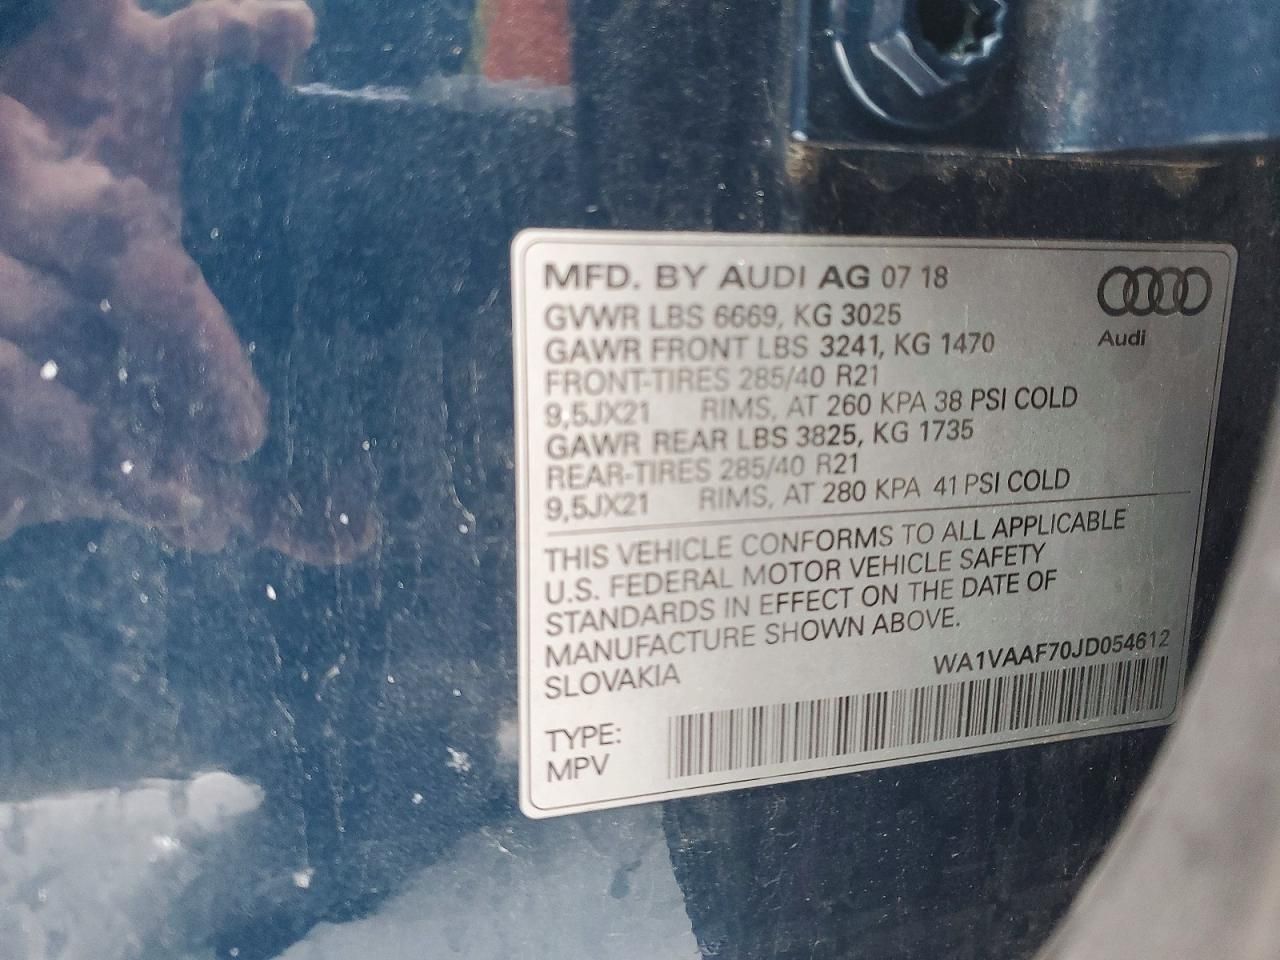 MFD. BY AUDI AG 07 18
GVWR LBS 6669, KG 3025
GAWR FRONT LBS 3241, KG 1470
FRONT-TIRES 285/40 R21
9,5JX21 RIMS, AT 260 KPA 38 PSI COLD
GAWR REAR LBS 3825, KG 1735
REAR-TIRES 285/40 R21
9,5JX21 RIMS, AT 280 KPA 41 PSI COLD
Audi
THIS VEHICLE CONFORMS TO ALL APPLICABLE
U.S. FEDERAL MOTOR VEHICLE SAFETY
STANDARDS IN EFFECT ON THE DATE OF
MANUFACTURE SHOWN ABOVE.
SLOVAKIA
WA1VAAF70JD054612
TYPE:
MPV